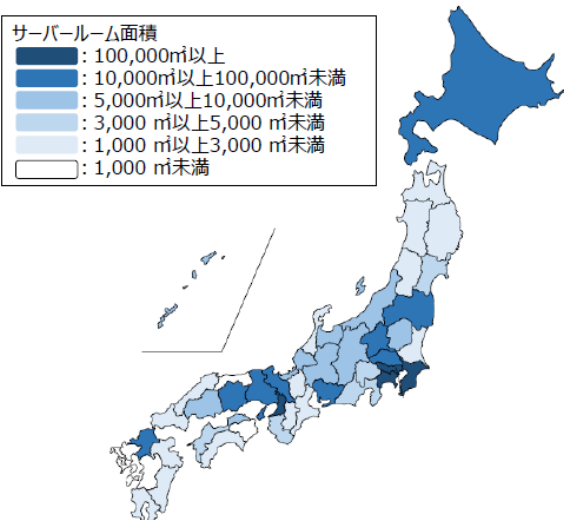 サーバールーム面積
：100,000㎡以上
：10,000㎡以上100,000㎡未満
：5,000㎡以上10,000㎡未満
：3,000 ㎡以上5,000 ㎡未満
：1,000 ㎡以上3,000 ㎡未満
：1,000 ㎡未満